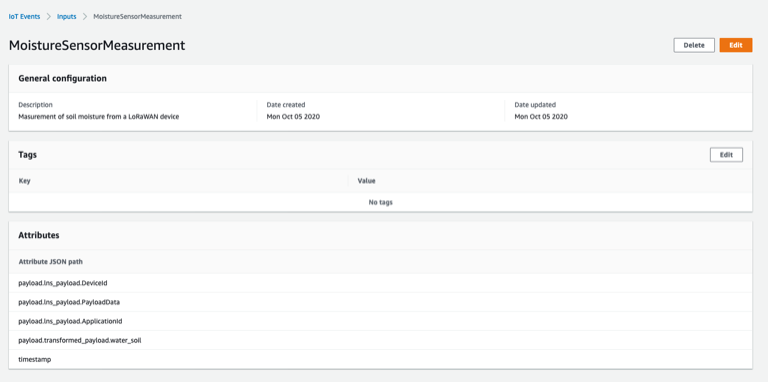 IoT Events > Inputs > MoistureSensorMeasurement
MoistureSensorMeasurement
Delete
Edit
General configuration
Description
Date created
Date updated
Masurement of soil moisture from a LoRaWAN device
Mon Oct 05 2020
Mon Oct 05 2020
Tags
Edit
Key
Value
No tags
Attributes
Attribute JSON path
payload.lns_payload.DeviceId
payload.lns_payload.PayloadData
payload.lns_payload.ApplicationId
payload.transformed_payload.water_soil
timestamp